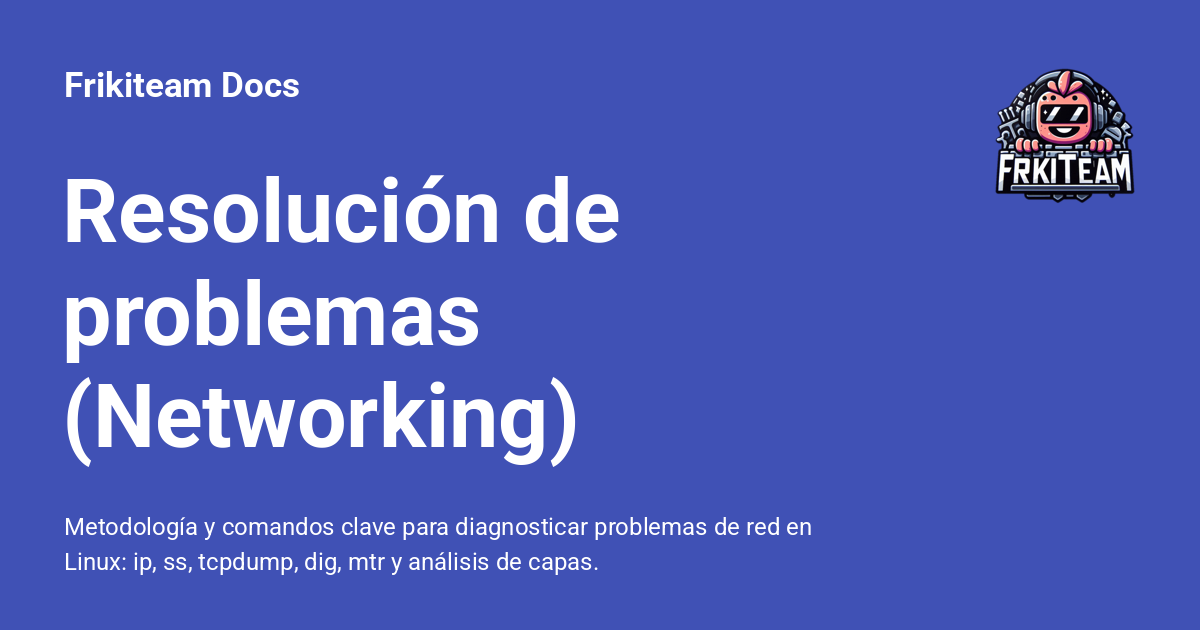 Frikiteam Docs
FRKITEAM
Resolución de
problemas
(Networking)
Metodología y comandos clave para diagnosticar problemas de red en
Linux: ip, ss, tcpdump, dig, mtr y análisis de capas.